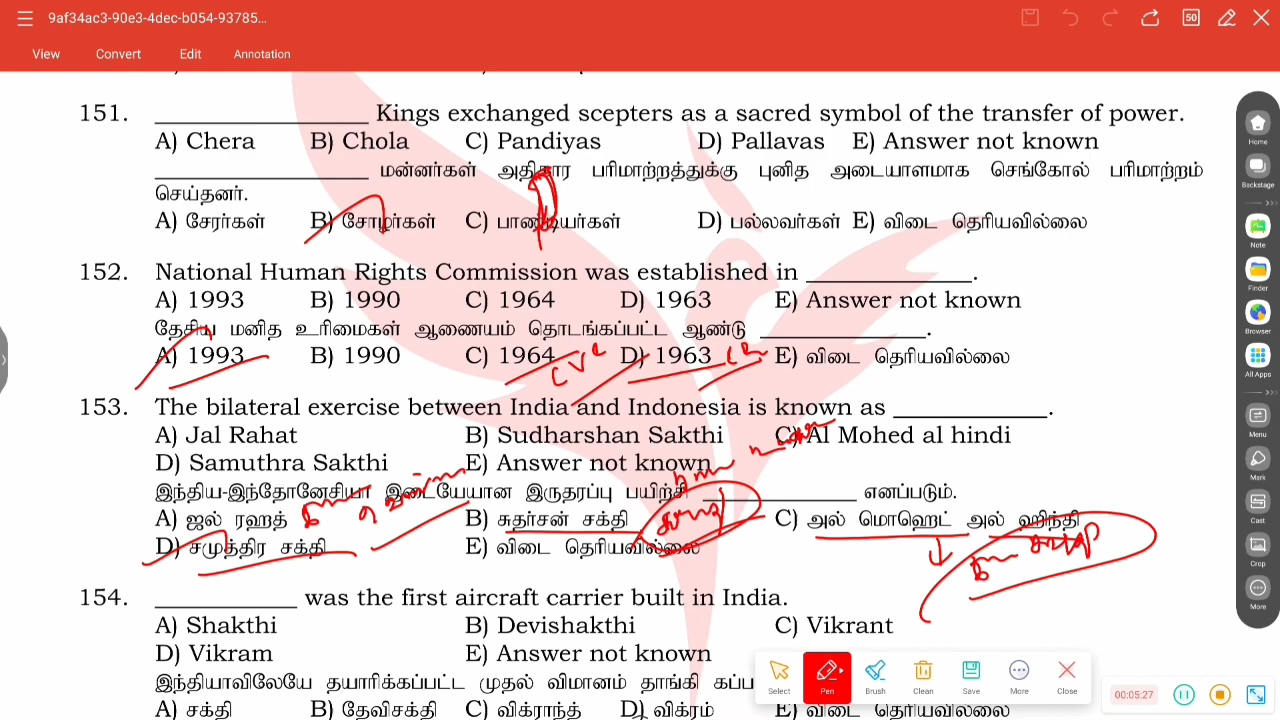 9af34ac3-90e3-4dec-b054-93785...
50
View Convert Edit Annotation
151. ________________ Kings exchanged scepters as a sacred symbol of the transfer of power.
A) Chera B) Chola C) Pandiyas D) Pallavas E) Answer not known
________________ மன்னர்கள் அதிகார பரிமாற்றத்துக்கு புனித அடையாளமாக செங்கோல் பரிமாற்றம்
செய்தனர்.
A) சேரர்கள் B) சோழர்கள் C) பாண்டியர்கள் D) பல்லவர்கள் E) விடை தெரியவில்லை
152. National Human Rights Commission was established in _____________.
A) 1993 B) 1990 C) 1964 D) 1963 E) Answer not known
தேசிய மனித உரிமைகள் ஆணையம் தொடங்கப்பட்ட ஆண்டு _____________.
A) 1993 B) 1990 C) 1964 D) 1963 E) விடை தெரியவில்லை
CVC
153. The bilateral exercise between India and Indonesia is known as ____________.
A) Jal Rahat B) Sudharshan Sakthi C) Al Mohed al hindi
D) Samuthra Sakthi E) Answer not known
இந்திய-இந்தோனேசியா இடையேயான இருதரப்பு பயிற்சி ____________ எனப்படும்.
A) ஜல் ரஹத் B) சுதர்சன் சக்தி C) அல் மொஹெட் அல் ஹிந்தி
D) சமுத்திர சக்தி E) விடை தெரியவில்லை
154. ___________ was the first aircraft carrier built in India.
A) Shakthi B) Devishakthi C) Vikrant
D) Vikram E) Answer not known
இந்தியாவிலேயே தயாரிக்கப்பட்ட முதல் விமானம் தாங்கி
A) சக்தி B) தேவிசக்தி C) விக்ராந்த் D) விக்ரம் E) விடை தெரியவில்லை
Home
Backstage
Note
Finder
Browser
All Apps
Menu
Mark
Cast
Crop
More
Select Pen Brush Clean Save More Close
00:05:27